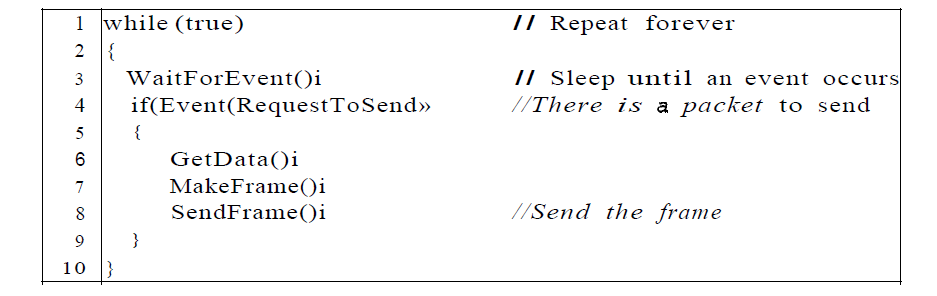 1 while (true) // Repeat forever
2 {
3 WaitForEvent()i // Sleep until an event occurs
4 if(Event(RequestToSend» //There is a packet to send
5 {
6 GetData()i
7 MakeFrame()i
8 SendFrame()i //Send the frame
9 }
10 }